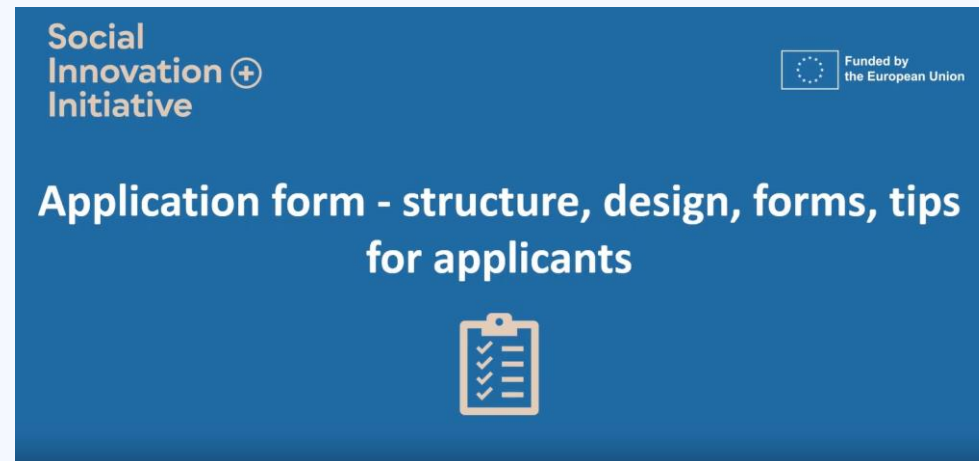 Social
Innovation
Initiative
Funded by
the European Union
Application form - structure, design, forms, tips
for applicants